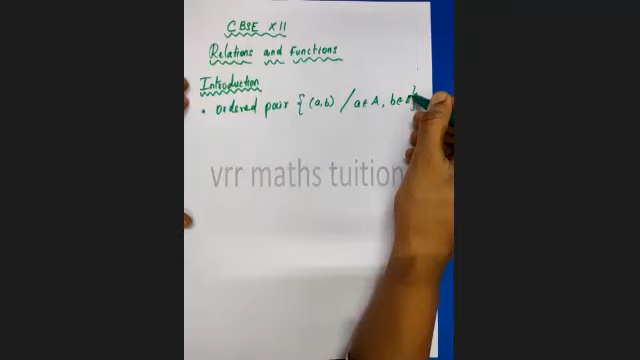 CBSE XII
Relations and Functions
Introduction
• Ordered pair { (a,b) / a ∈ A, b ∈ B }
vrr maths tuition